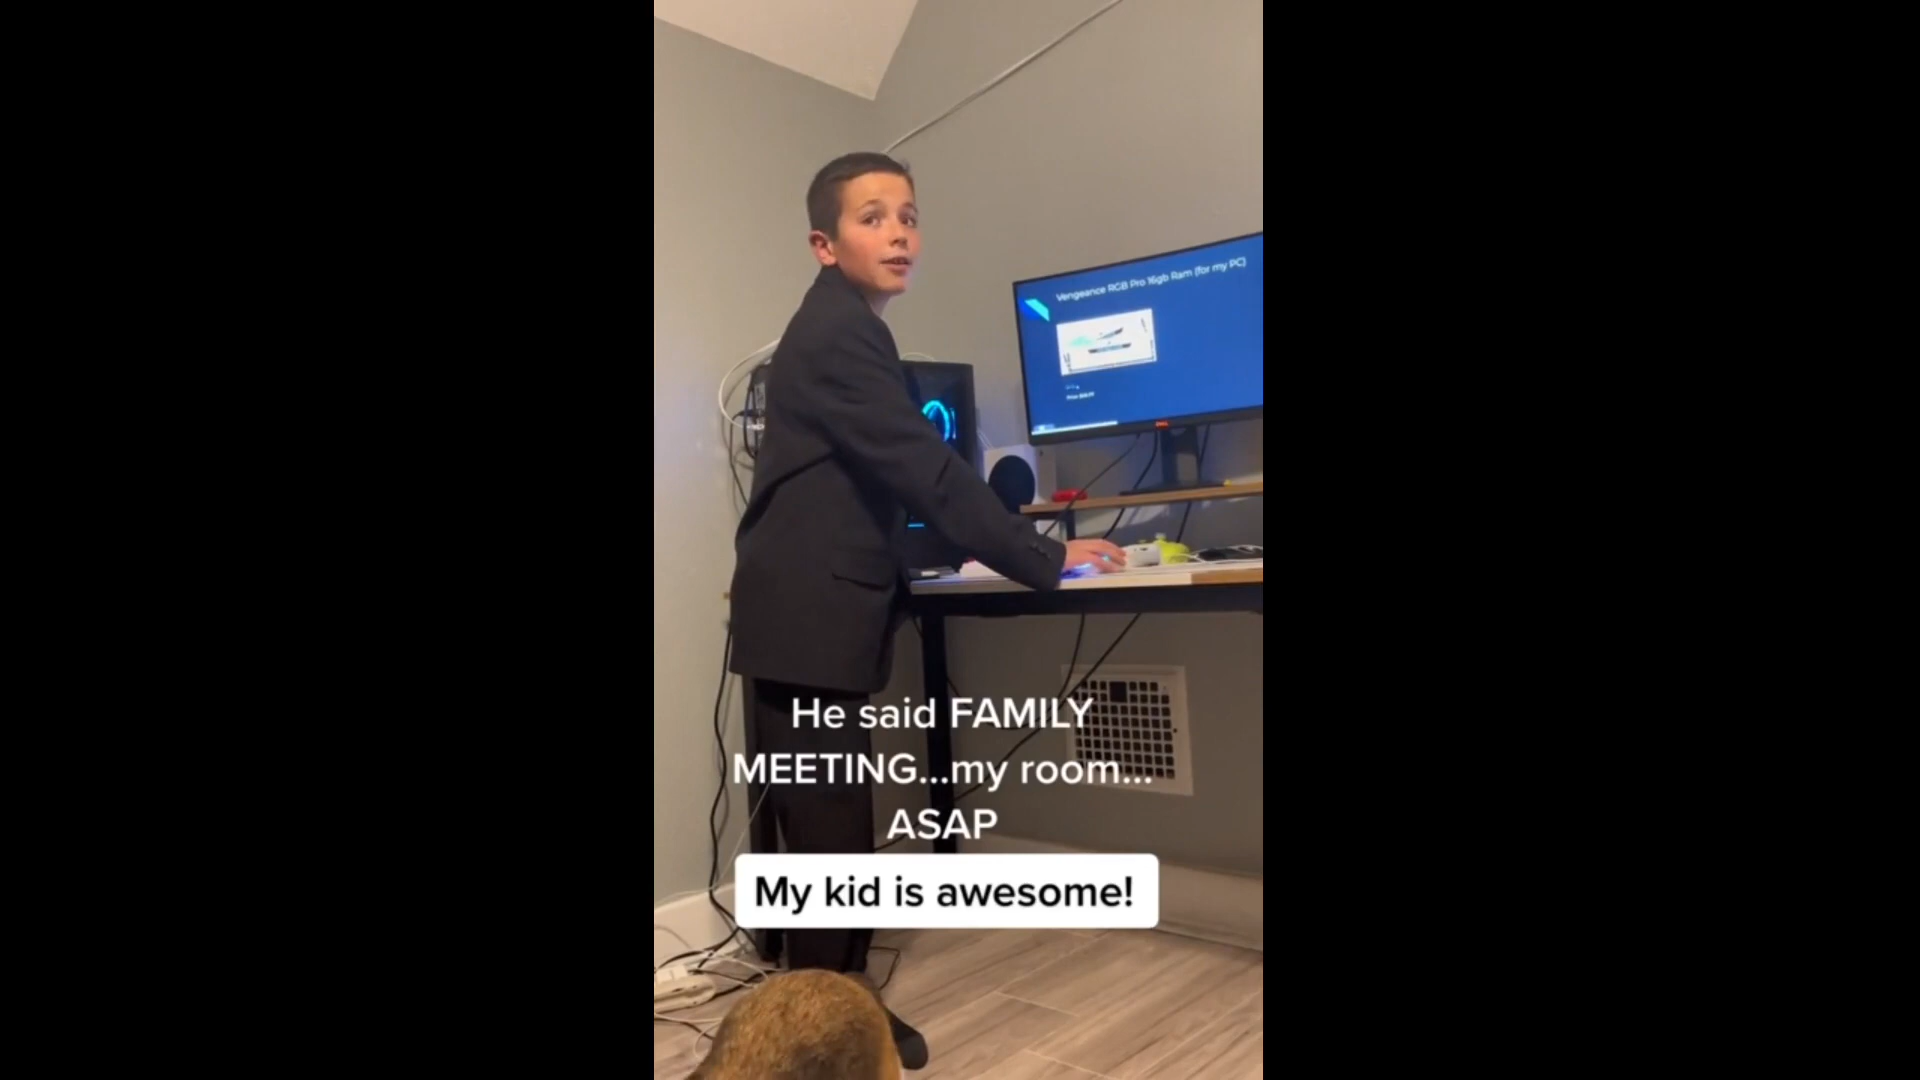 Vengeance RGB Pro 16gb Ram (for my PC)
DELL
He said FAMILY
MEETING...my room...
ASAP
My kid is awesome!